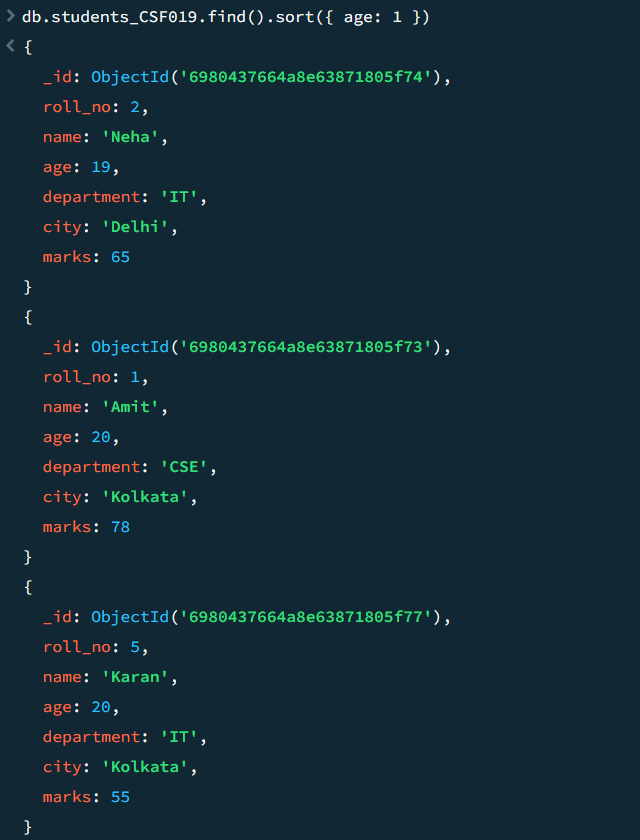 > db.students_CSF019.find().sort({ age: 1 })
< {
_id: ObjectId('6980437664a8e63871805f74'),
roll_no: 2,
name: 'Neha',
age: 19,
department: 'IT',
city: 'Delhi',
marks: 65
}
{
_id: ObjectId('6980437664a8e63871805f73'),
roll_no: 1,
name: 'Amit',
age: 20,
department: 'CSE',
city: 'Kolkata',
marks: 78
}
{
_id: ObjectId('6980437664a8e63871805f77'),
roll_no: 5,
name: 'Karan',
age: 20,
department: 'IT',
city: 'Kolkata',
marks: 55
}